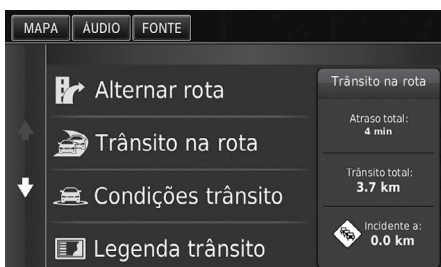 MAPA ÁUDIO FONTE
Alternar rota
Trânsito na rota
Condições trânsito
Legenda trânsito
Trânsito na rota
Atraso total:
4 min
Trânsito total:
3.7 km
Incidente a:
0.0 km